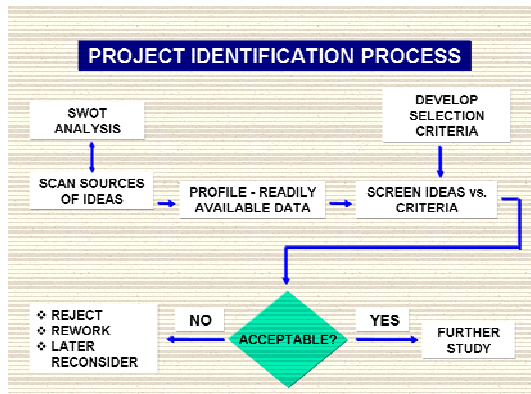 PROJECT IDENTIFICATION PROCESS
SWOT
ANALYSIS
DEVELOP
SELECTION
CRITERIA
SCAN SOURCES
OF IDEAS
PROFILE - READILY
AVAILABLE DATA
SCREEN IDEAS vs.
CRITERIA
❖ REJECT
❖ REWORK
❖ LATER
RECONSIDER
NO
ACCEPTABLE?
YES
FURTHER
STUDY